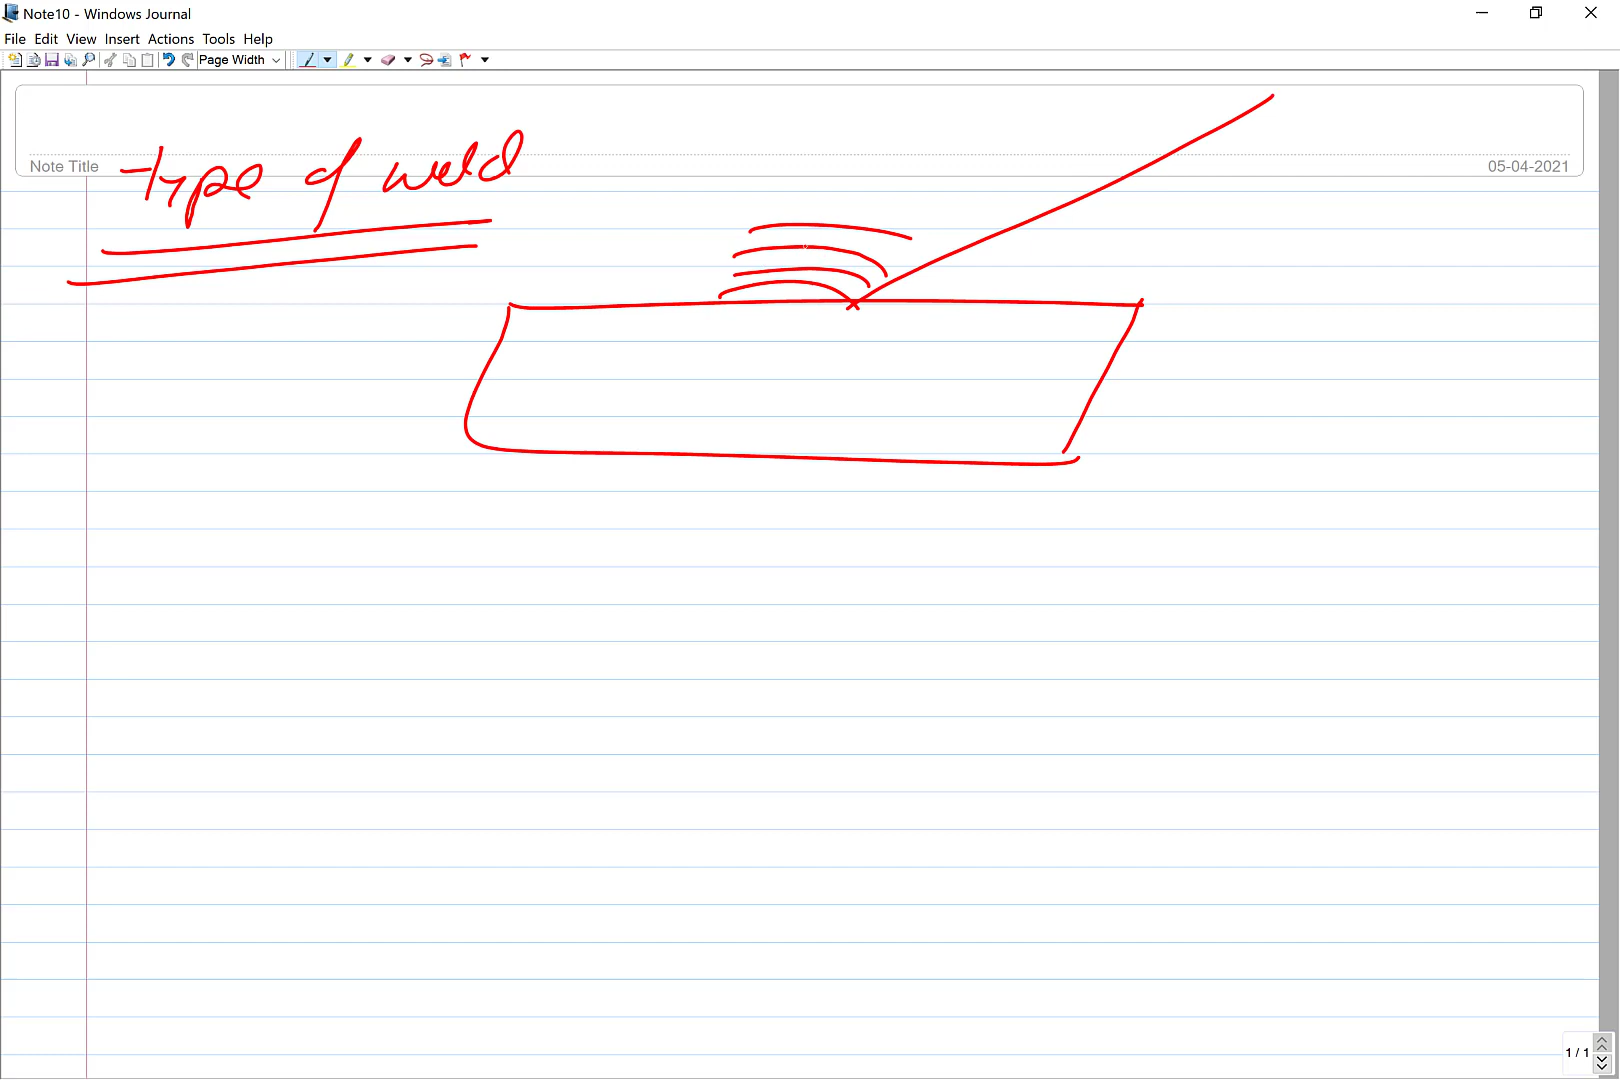 Note10 - Windows Journal
File Edit View Insert Actions Tools Help
Page Width
type of weld
Note Title
05-04-2021
1 / 1